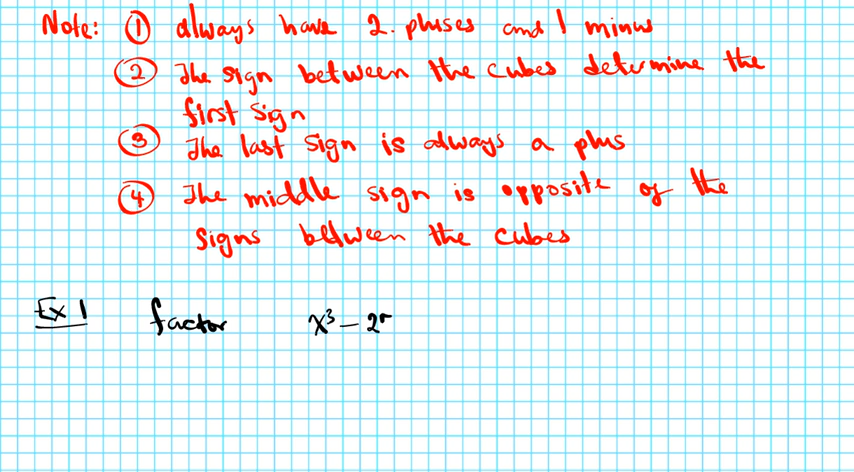 Note: ① always have 2. pluses and 1 minus
② The sign between the cubes determine the
first sign
③ The last sign is always a plus
④ The middle sign is opposite of the
signs between the cubes
Ex 1 factor x³ – 2